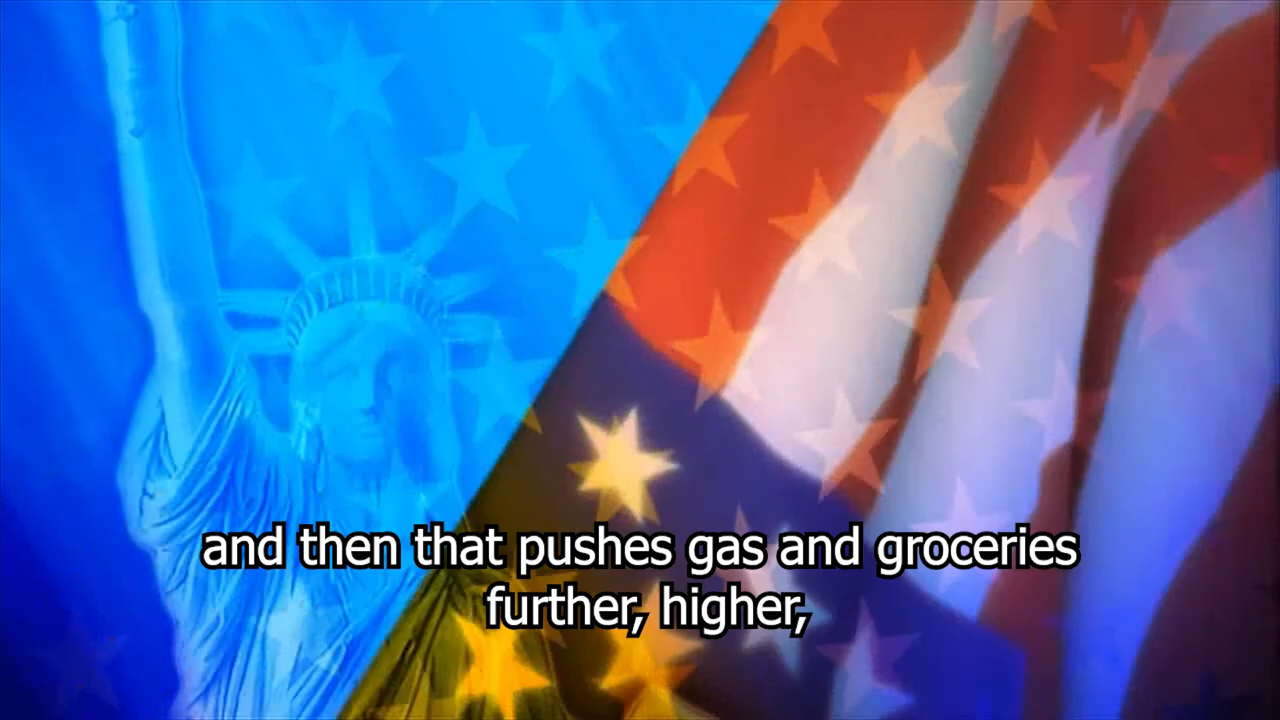 and then that pushes gas and groceries
further, higher,